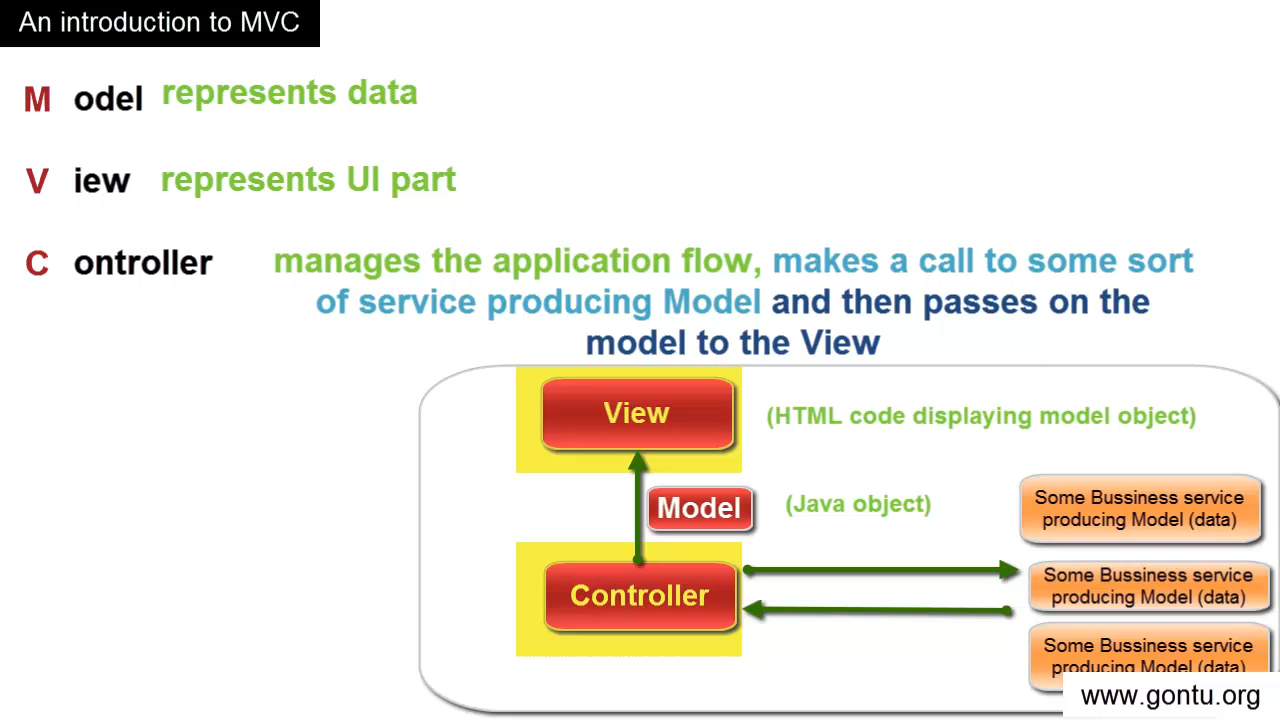 An introduction to MVC
M odel represents data
V iew represents UI part
C ontroller manages the application flow, makes a call to some sort
of service producing Model and then passes on the
model to the View
View
(HTML code displaying model object)
Model
(Java object)
Some Bussiness service
producing Model (data)
Controller
Some Bussiness service
producing Model (data)
Some Bussiness service
producing Model (data)
www.gontu.org